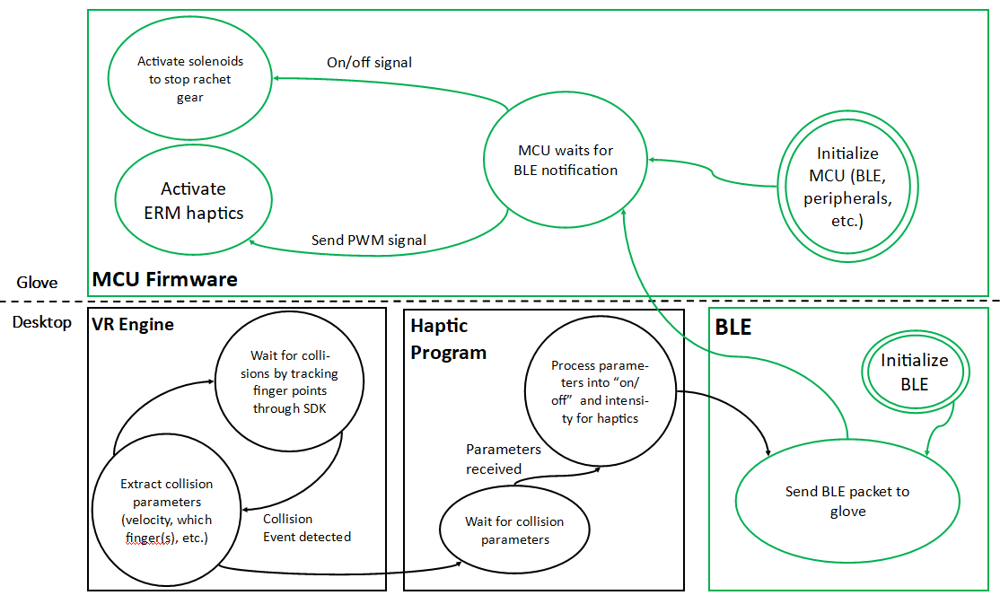 Activate solenoids
to stop rachet
gear
On/off signal
MCU waits for
BLE notification
Initialize
MCU (BLE,
peripherals,
etc.)
Activate
ERM haptics
Send PWM signal
MCU Firmware
Glove
Desktop
VR Engine
Wait for colli-
sions by tracking
finger points
through SDK
Extract collision
parameters
(velocity, which
finger(s), etc.)
Collision
Event detected
Haptic
Program
Process parame-
ters into “on/
off” and intensi-
ty for haptics
Parameters
received
Wait for collision
parameters
BLE
Initialize
BLE
Send BLE packet to
glove